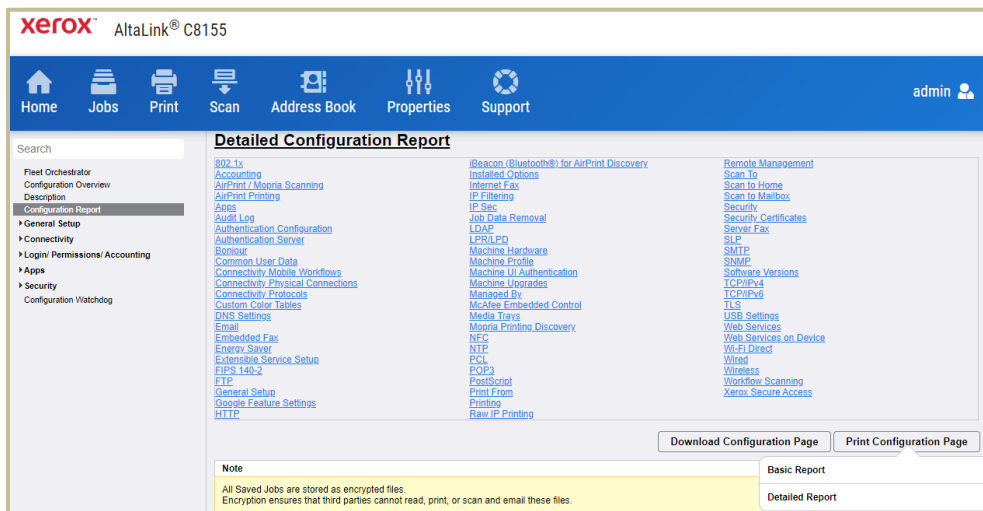 xerox™ AltaLink® C8155
Home Jobs Print Scan Address Book Properties Support admin
Search
Fleet Orchestrator
Configuration Overview
Description
Configuration Report
General Setup
Connectivity
Login/ Permissions/ Accounting
Apps
Security
Configuration Watchdog
Detailed Configuration Report
802.1x
Accounting
AirPrint / Mopria Scanning
AirPrint Printing
Apps
Audit Log
Authentication Configuration
Authentication Server
Bonjour
Common User Data
Connectivity Mobile Workflows
Connectivity Physical Connections
Connectivity Protocols
Custom Color Tables
DNS Settings
Email
Embedded Fax
Energy Saver
Extensible Service Setup
FIPS 140-2
FTP
General Setup
Google Feature Settings
HTTP
iBeacon (Bluetooth®) for AirPrint Discovery
Installed Options
Internet Fax
IP Filtering
IP Sec
Job Data Removal
LDAP
LPR/LPD
Machine Hardware
Machine Profile
Machine UI Authentication
Machine Upgrades
Managed By
McAfee Embedded Control
Media Trays
Mopria Printing Discovery
NFC
NTP
PCL
POP3
PostScript
Print From
Printing
Raw IP Printing
Remote Management
Scan To
Scan to Home
Scan to Mailbox
Security
Security Certificates
Server Fax
SLP
SMTP
SNMP
Software Versions
TCP/IPv4
TCP/IPv6
TLS
USB Settings
Web Services
Web Services on Device
Wi-Fi Direct
Wired
Wireless
Workflow Scanning
Xerox Secure Access
Download Configuration Page Print Configuration Page
Basic Report
Detailed Report
Note
All Saved Jobs are stored as encrypted files.
Encryption ensures that third parties cannot read, print, or scan and email these files.